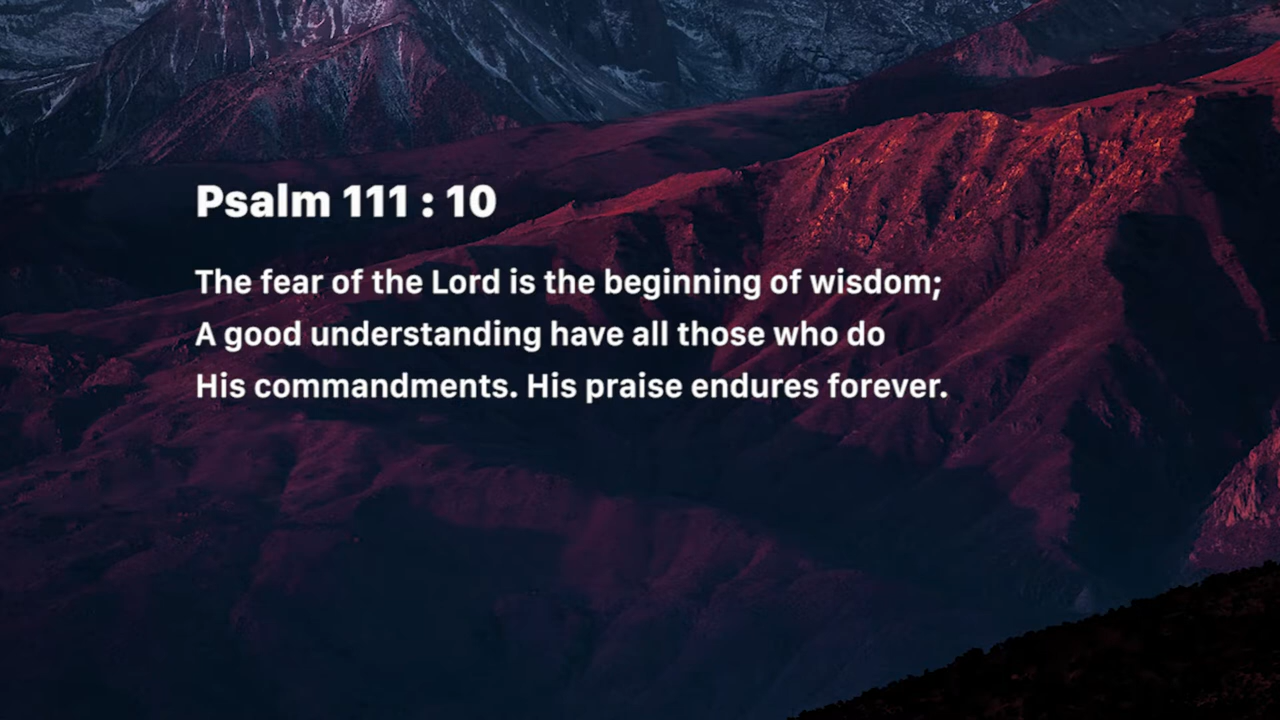 Psalm 111 : 10
The fear of the Lord is the beginning of wisdom;
A good understanding have all those who do
His commandments. His praise endures forever.